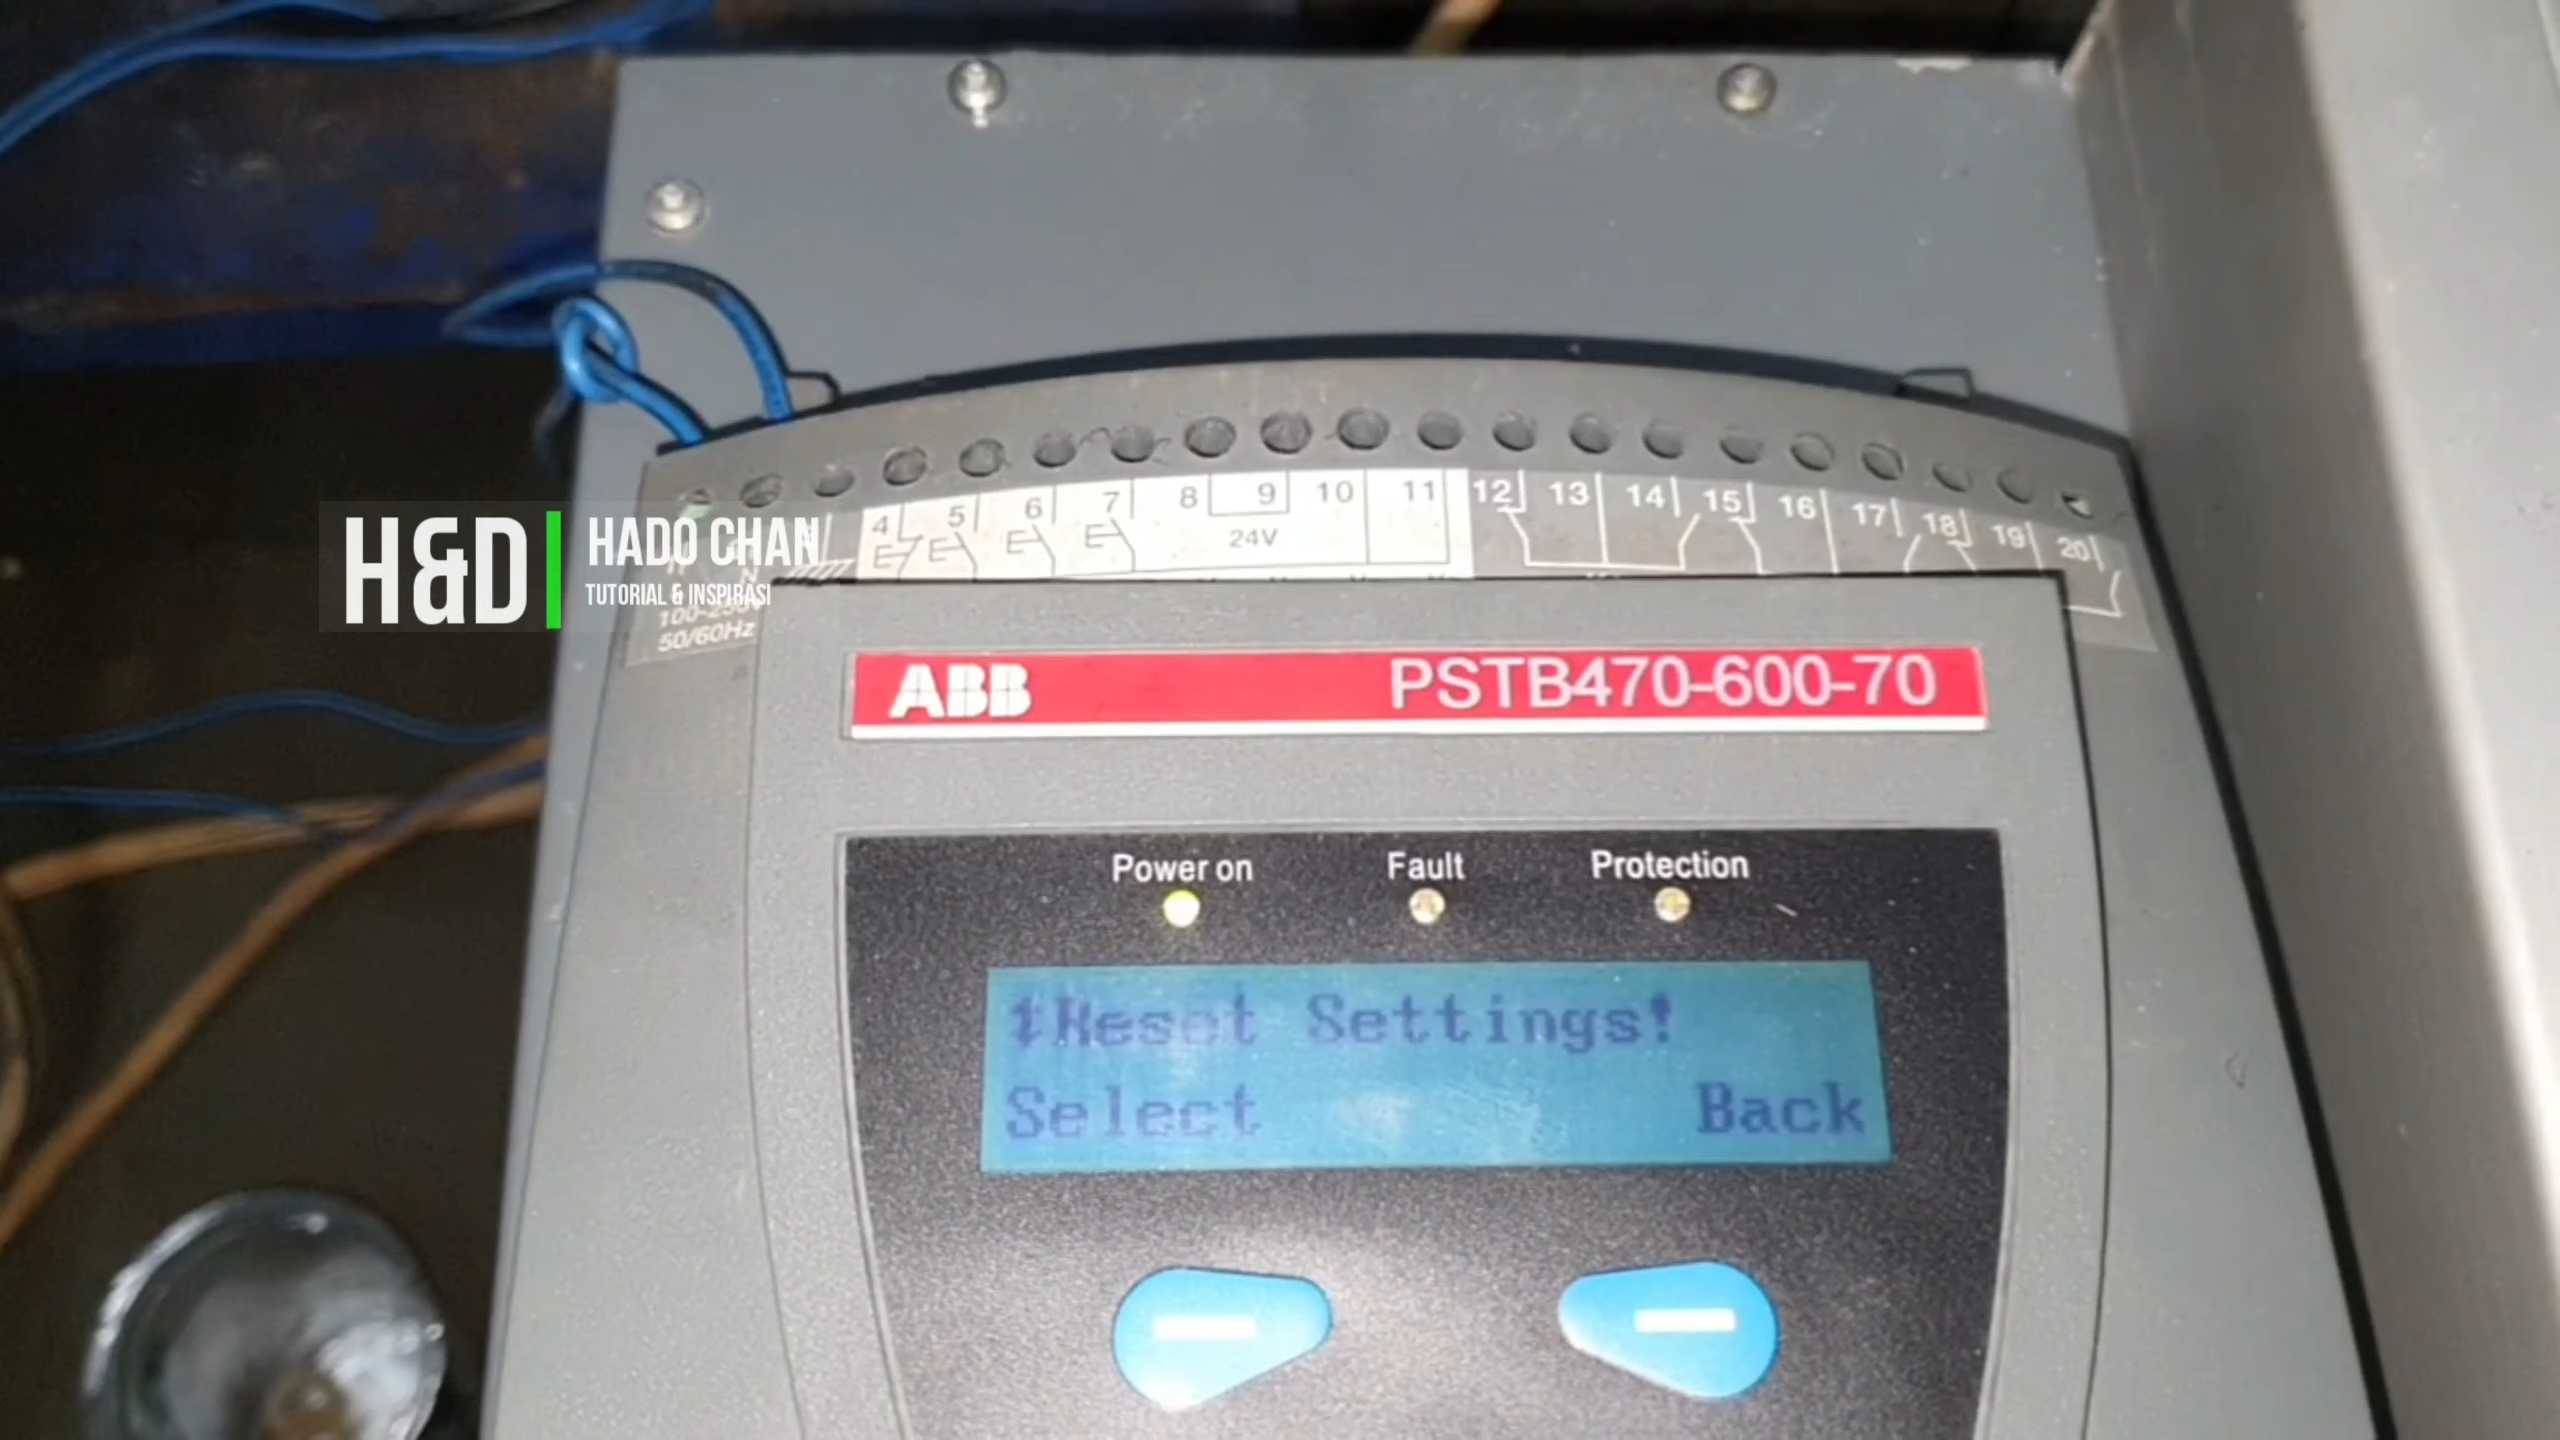 4 5 6 7 8 9 10 11 12 13 14 15 16 17 18 19 20
24V
H&D HADO CHAN
TUTORIAL & INSPIRASI
50/60Hz
ABB PSTB470-600-70
Power on Fault Protection
Reset Settings!
Select Back